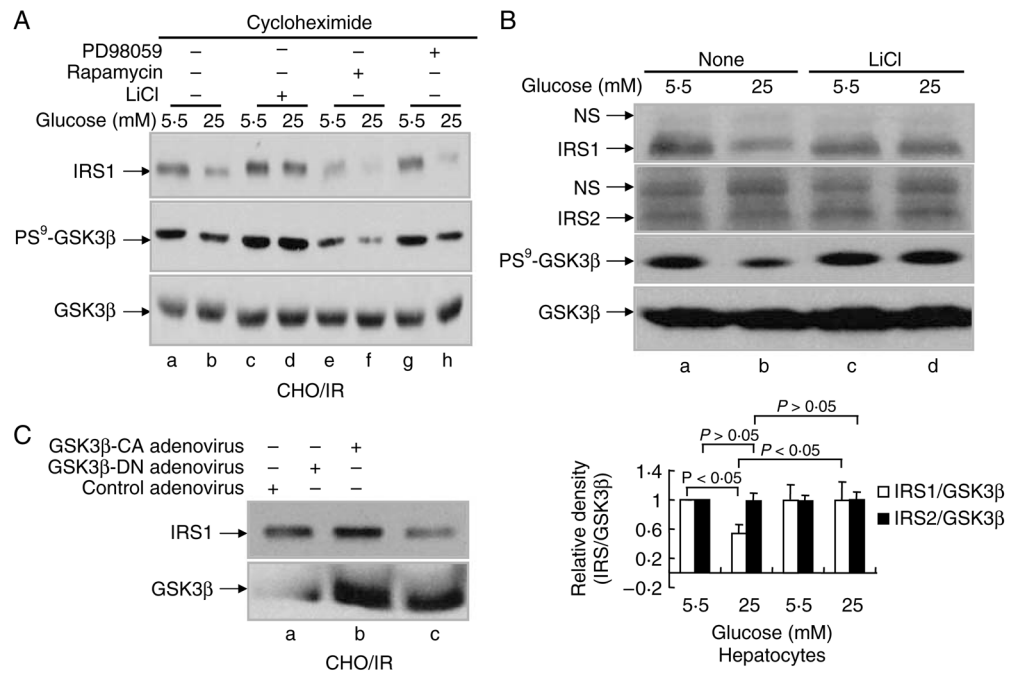 A
Cycloheximide
PD98059 – – – +
Rapamycin – – + –
LiCl – + – –
Glucose (mM) 5·5 25 5·5 25 5·5 25 5·5 25
IRS1
PS9-GSK3β
GSK3β
a b c d e f g h
CHO/IR
B
None LiCl
Glucose (mM) 5·5 25 5·5 25
NS
IRS1
NS
IRS2
PS9-GSK3β
GSK3β
a b c d
P > 0·05
P > 0·05
P < 0·05
P < 0·05
Relative density
(IRS/GSK3β)
1·4
1
0·6
0·2
–0·2
IRS1/GSK3β
IRS2/GSK3β
5·5 25 5·5 25
Glucose (mM)
Hepatocytes
C
GSK3β-CA adenovirus – – +
GSK3β-DN adenovirus – + –
Control adenovirus + – –
IRS1
GSK3β
a b c
CHO/IR